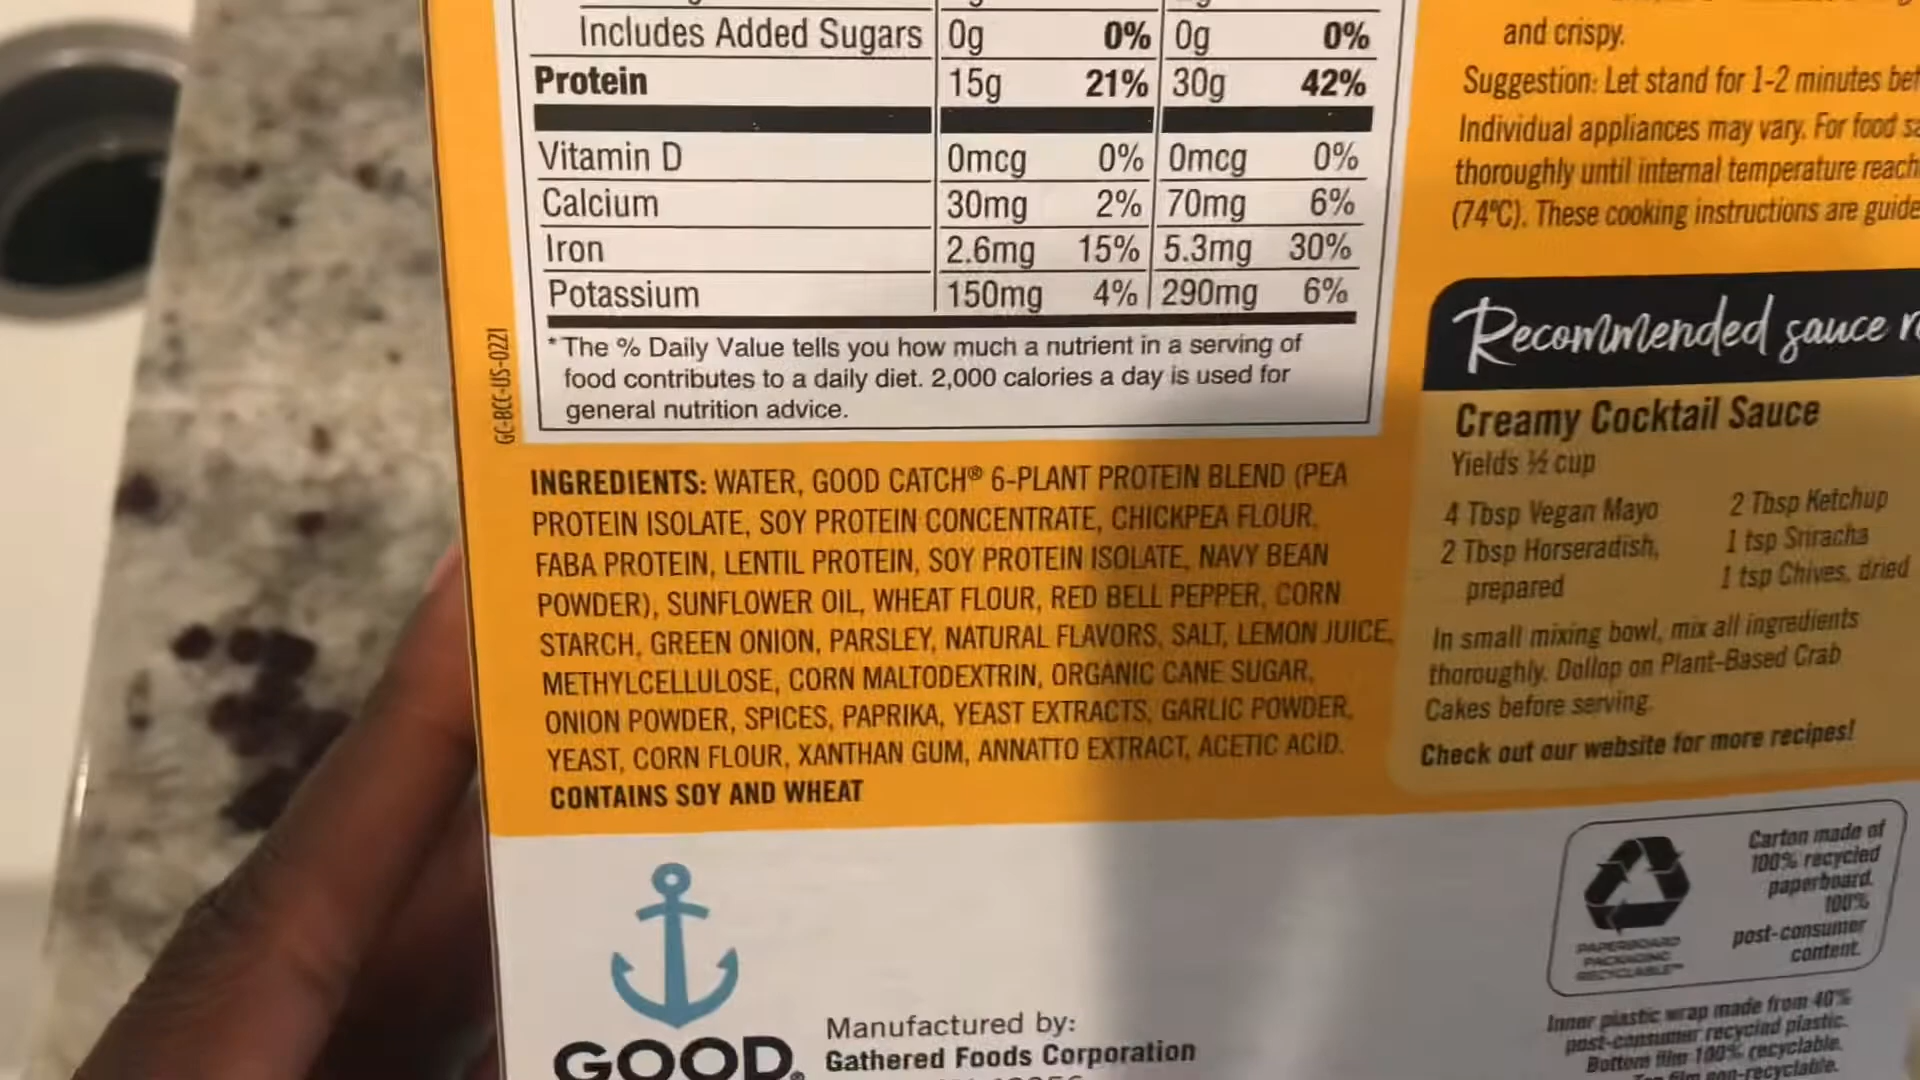 Includes Added Sugars 0g 0% 0g 0%
Protein 15g 21% 30g 42%
Vitamin D 0mcg 0% 0mcg 0%
Calcium 30mg 2% 70mg 6%
Iron 2.6mg 15% 5.3mg 30%
Potassium 150mg 4% 290mg 6%
*The % Daily Value tells you how much a nutrient in a serving of
food contributes to a daily diet. 2,000 calories a day is used for
general nutrition advice.
GC-BCC-US-0221
INGREDIENTS: WATER, GOOD CATCH® 6-PLANT PROTEIN BLEND (PEA
PROTEIN ISOLATE, SOY PROTEIN CONCENTRATE, CHICKPEA FLOUR,
FABA PROTEIN, LENTIL PROTEIN, SOY PROTEIN ISOLATE, NAVY BEAN
POWDER), SUNFLOWER OIL, WHEAT FLOUR, RED BELL PEPPER, CORN
STARCH, GREEN ONION, PARSLEY, NATURAL FLAVORS, SALT, LEMON JUICE,
METHYLCELLULOSE, CORN MALTODEXTRIN, ORGANIC CANE SUGAR,
ONION POWDER, SPICES, PAPRIKA, YEAST EXTRACTS, GARLIC POWDER,
YEAST, CORN FLOUR, XANTHAN GUM, ANNATTO EXTRACT, ACETIC ACID.
CONTAINS SOY AND WHEAT
GOOD
Manufactured by:
Gathered Foods Corporation
and crispy.
Suggestion: Let stand for 1-2 minutes
Individual appliances may vary. For food
thoroughly until internal temperature
(74°C). These cooking instructions are
Recommended sauce
Creamy Cocktail Sauce
Yields ½ cup
4 Tbsp Vegan Mayo
2 Tbsp Horseradish,
prepared
2 Tbsp Ketchup
1 tsp Sriracha
1 tsp Chives, dried
In small mixing bowl, mix all ingredients
thoroughly. Dollop on Plant-Based Crab
Cakes before serving.
Check out our website for more recipes!
PAPERBOARD
PACKAGING
RECYCLABLE™
Carton made of
100% recycled
paperboard.
100%
post-consumer
content.
Inner plastic wrap made from 40%
post-consumer recycled plastic.
Bottom film 100% recyclable.
film non-recyclable.